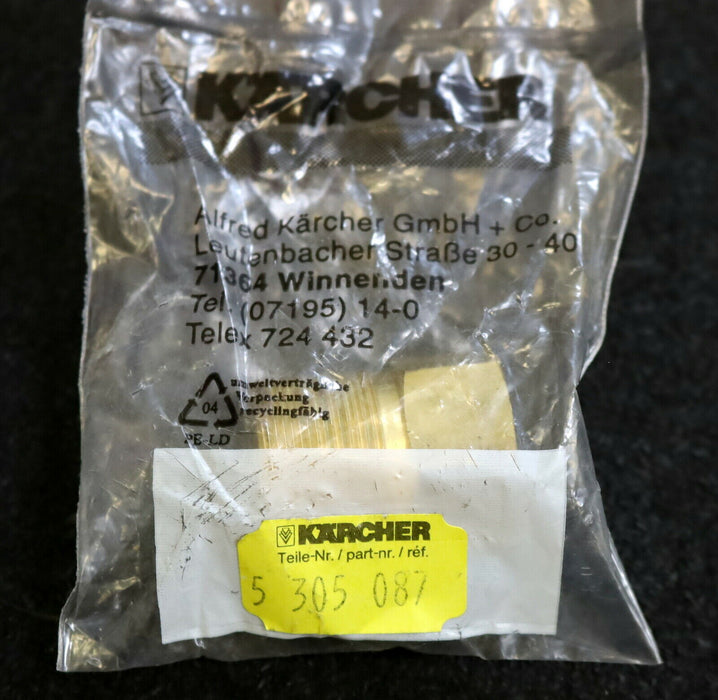 KÄRCHER
Alfred Kärcher GmbH + Co.
Leutenbacher Straße 30 - 40
71364 Winnenden
Tel. (07195) 14-0
Telex 724 432
04
PE-LD
umweltverträgliche
Verpackung
recyclingfähig
KÄRCHER
Teile-Nr. / part-nr. / réf.
5 305 087